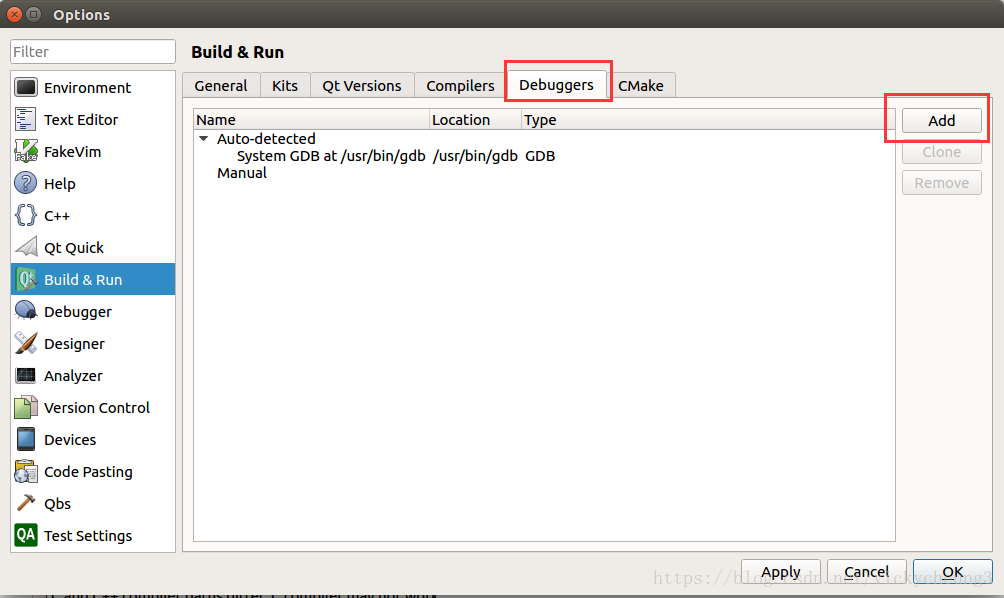 Options
Filter
Build & Run
Environment
Text Editor
FakeVim
Help
C++
Qt Quick
Build & Run
Debugger
Designer
Analyzer
Version Control
Devices
Code Pasting
Qbs
Test Settings
General Kits Qt Versions Compilers Debuggers CMake
Name Location Type
Auto-detected
System GDB at /usr/bin/gdb /usr/bin/gdb GDB
Manual
Add
Clone
Remove
Apply Cancel OK
https://blog.csdn.net/